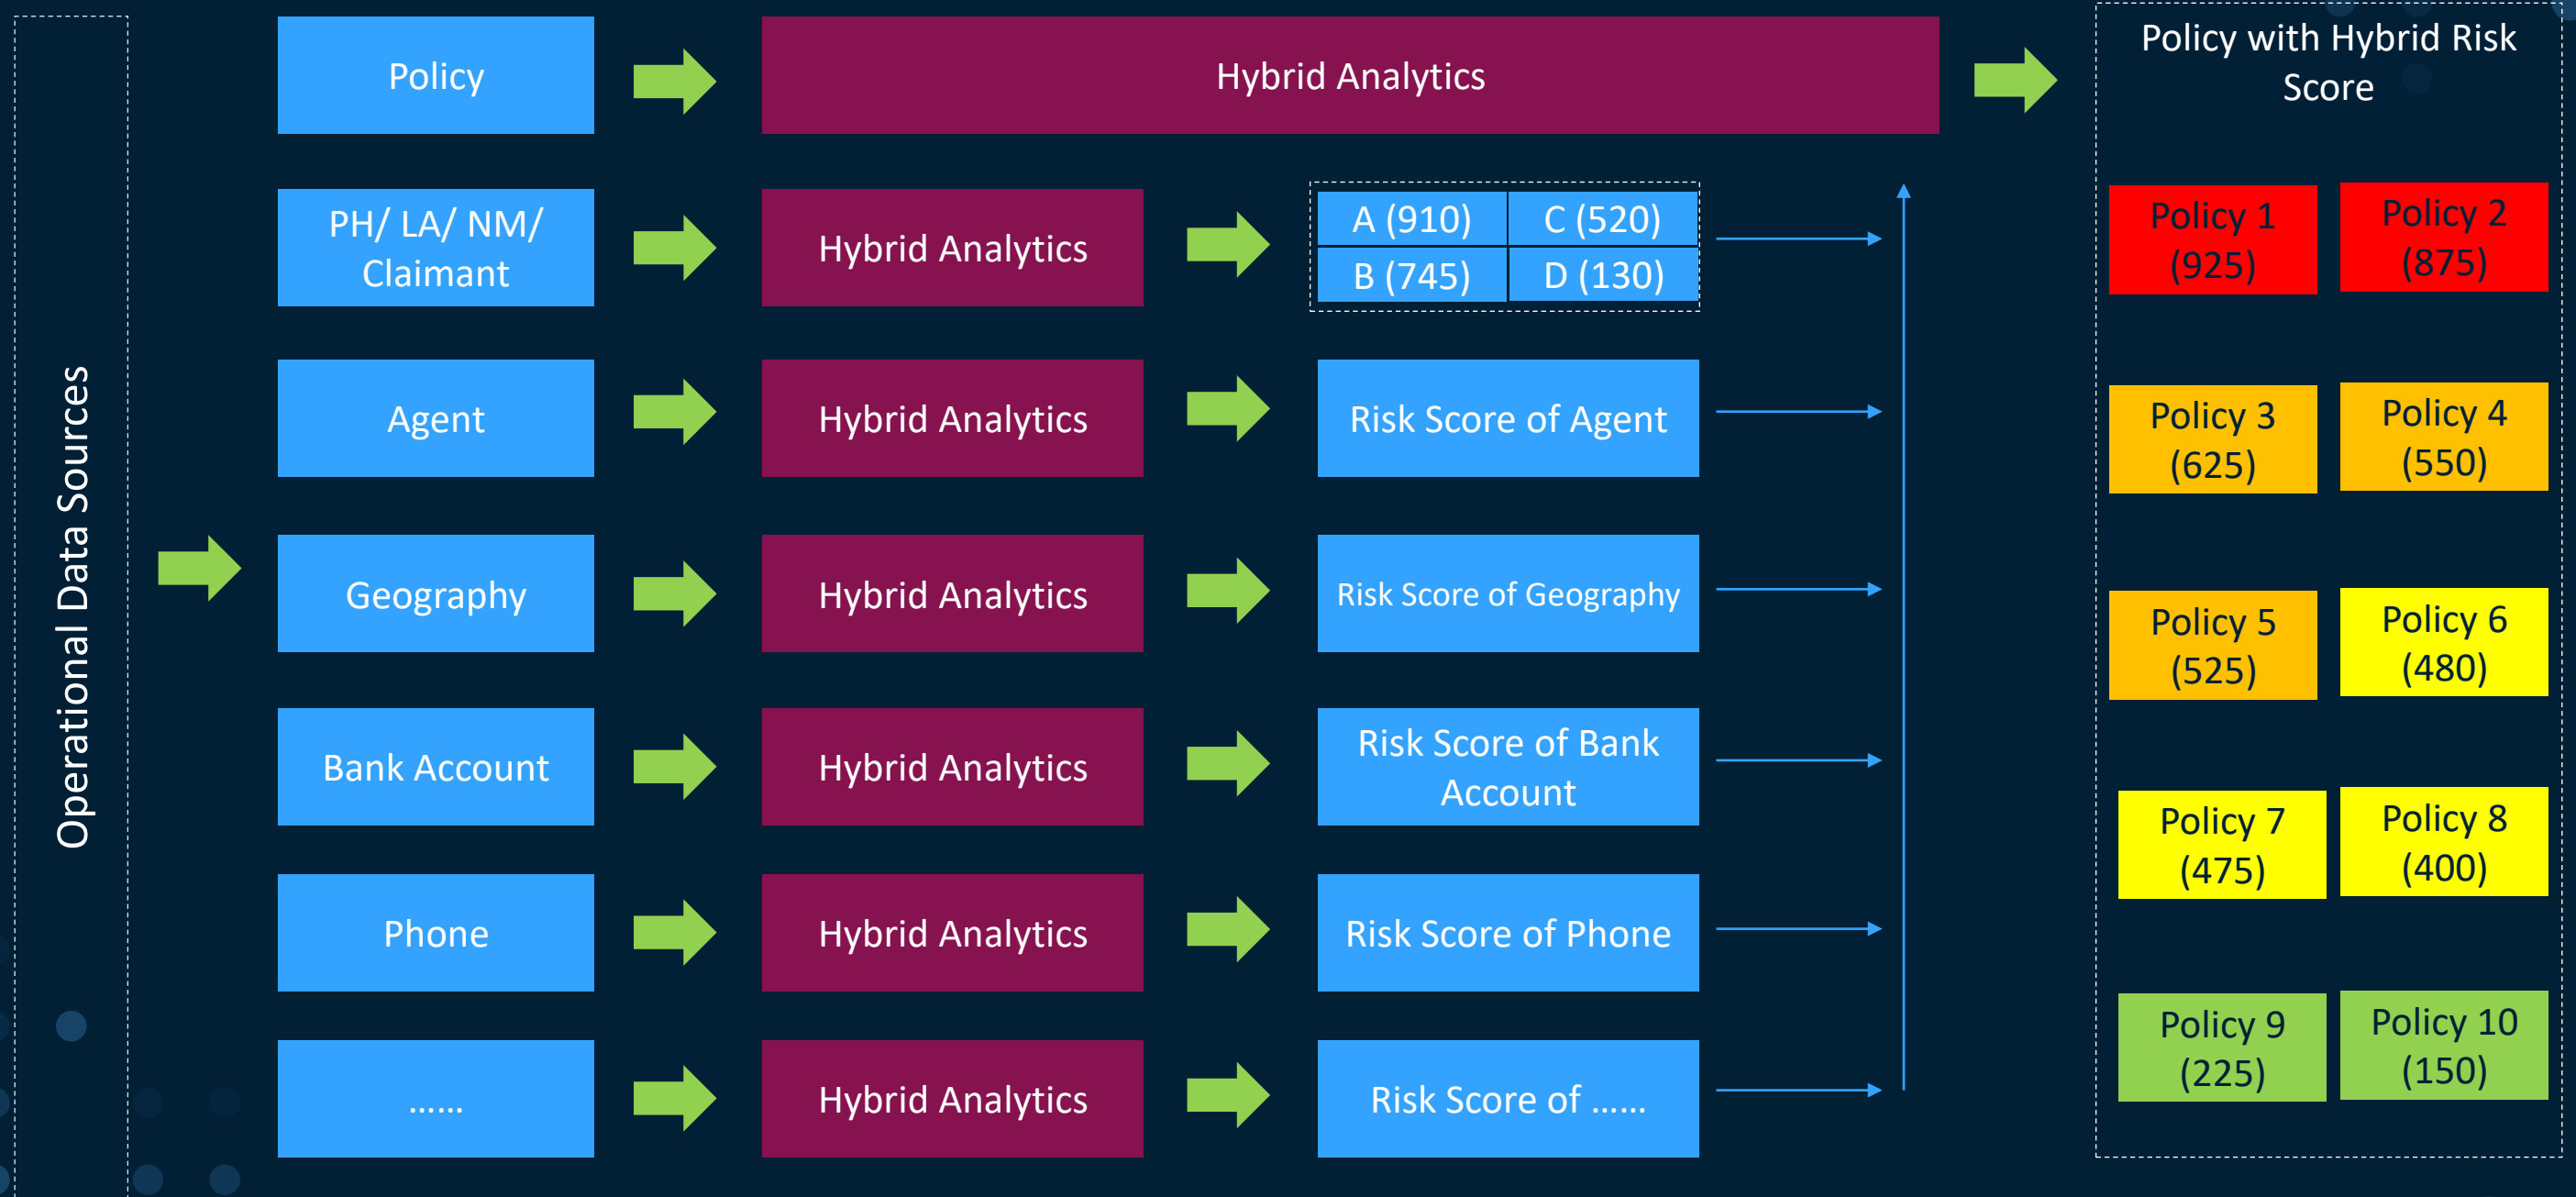 Operational Data Sources
Policy
Hybrid Analytics
PH/ LA/ NM/
Claimant
Hybrid Analytics
A (910)
C (520)
B (745)
D (130)
Agent
Hybrid Analytics
Risk Score of Agent
Geography
Hybrid Analytics
Risk Score of Geography
Bank Account
Hybrid Analytics
Risk Score of Bank
Account
Phone
Hybrid Analytics
Risk Score of Phone
......
Hybrid Analytics
Risk Score of ......
Policy with Hybrid Risk
Score
Policy 1
(925)
Policy 2
(875)
Policy 3
(625)
Policy 4
(550)
Policy 5
(525)
Policy 6
(480)
Policy 7
(475)
Policy 8
(400)
Policy 9
(225)
Policy 10
(150)